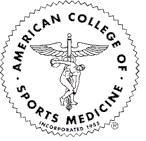 · AMERICAN COLLEGE OF ·
SPORTS MEDICINE
INCORPORATED 1955
®